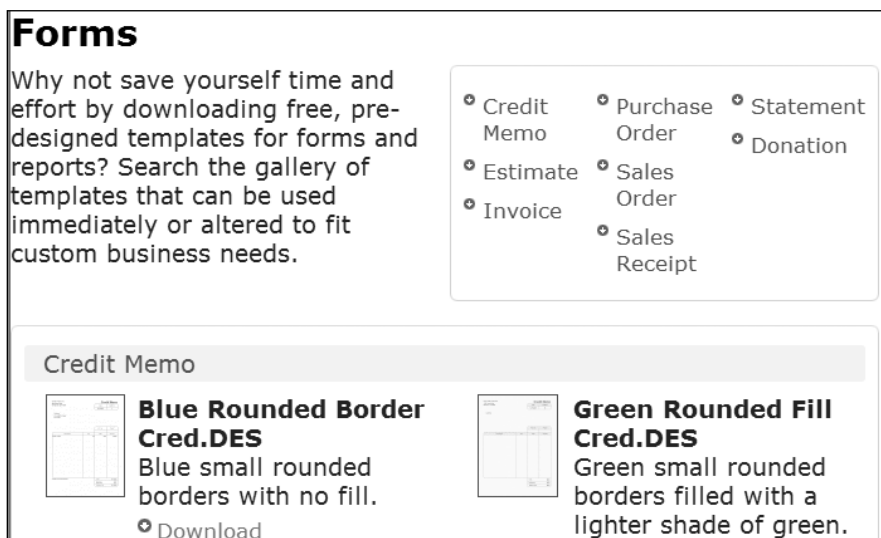 Forms
Why not save yourself time and
effort by downloading free, pre-
designed templates for forms and
reports? Search the gallery of
templates that can be used
immediately or altered to fit
custom business needs.
Credit
Memo
Estimate
Invoice
Purchase
Order
Sales
Order
Sales
Receipt
Statement
Donation
Credit Memo
Blue Rounded Border
Cred.DES
Blue small rounded
borders with no fill.
Download
Green Rounded Fill
Cred.DES
Green small rounded
borders filled with a
lighter shade of green.